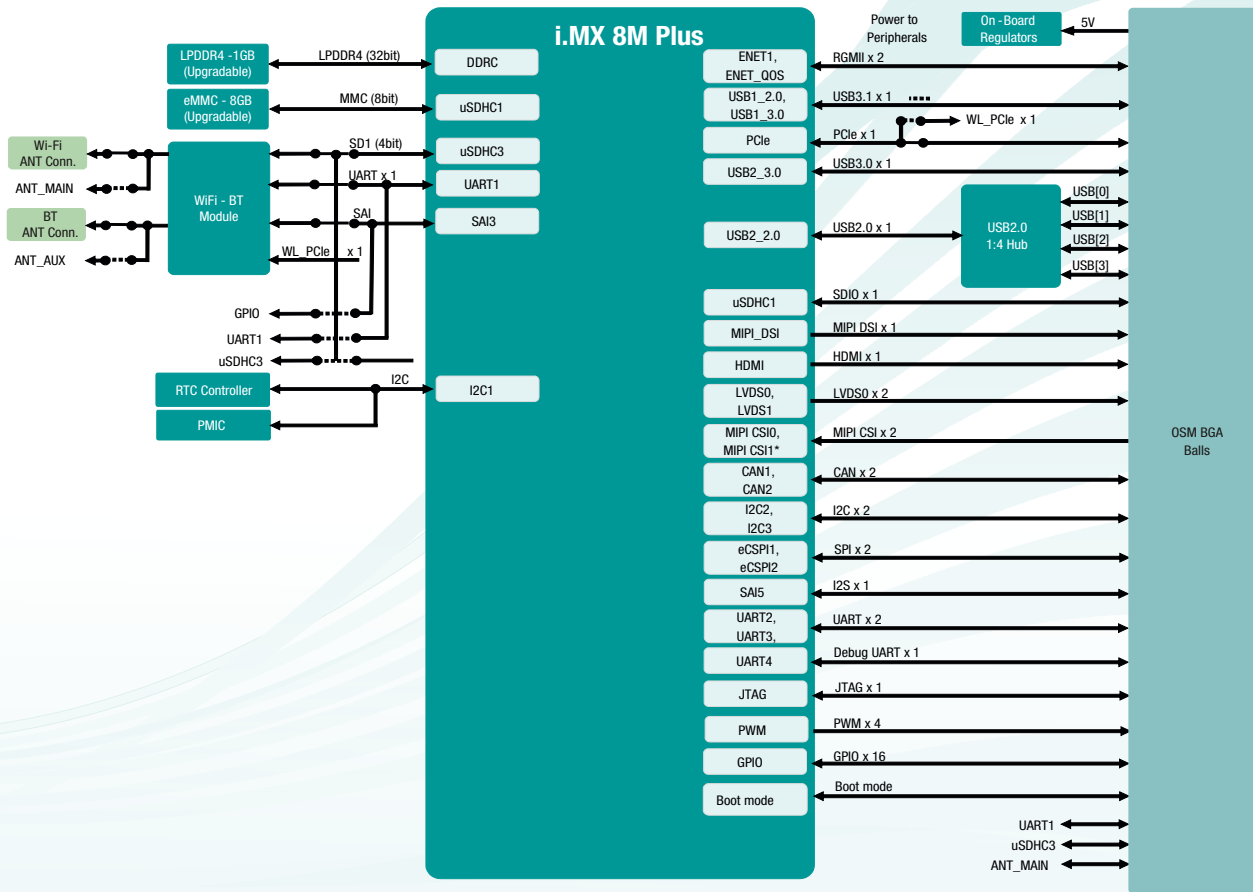 i.MX 8M Plus
LPDDR4 -1GB
(Upgradable)
LPDDR4 (32bit)
DDRC
eMMC - 8GB
(Upgradable)
MMC (8bit)
uSDHC1
Wi-Fi
ANT Conn.
ANT_MAIN
BT
ANT Conn.
ANT_AUX
WiFi - BT
Module
SD1 (4bit)
uSDHC3
UART x 1
UART1
SAI
SAI3
WL_PCIe x 1
GPIO
UART1
uSDHC3
RTC Controller
I2C
I2C1
PMIC
Power to
Peripherals
On -Board
Regulators
5V
ENET1,
ENET_QOS
RGMII x 2
USB1_2.0,
USB1_3.0
USB3.1 x 1
WL_PCIe x 1
PCIe
PCIe x 1
USB2_3.0
USB3.0 x 1
USB2_2.0
USB2.0 x 1
USB2.0
1:4 Hub
USB[0]
USB[1]
USB[2]
USB[3]
uSDHC1
SDIO x 1
MIPI_DSI
MIPI DSI x 1
HDMI
HDMI x 1
LVDS0,
LVDS1
LVDS0 x 2
MIPI CSI0,
MIPI CSI1*
MIPI CSI x 2
CAN1,
CAN2
CAN x 2
I2C2,
I2C3
I2C x 2
eCSPI1,
eCSPI2
SPI x 2
SAI5
I2S x 1
UART2,
UART3,
UART x 2
UART4
Debug UART x 1
JTAG
JTAG x 1
PWM
PWM x 4
GPIO
GPIO x 16
Boot mode
Boot mode
UART1
uSDHC3
ANT_MAIN
OSM BGA
Balls